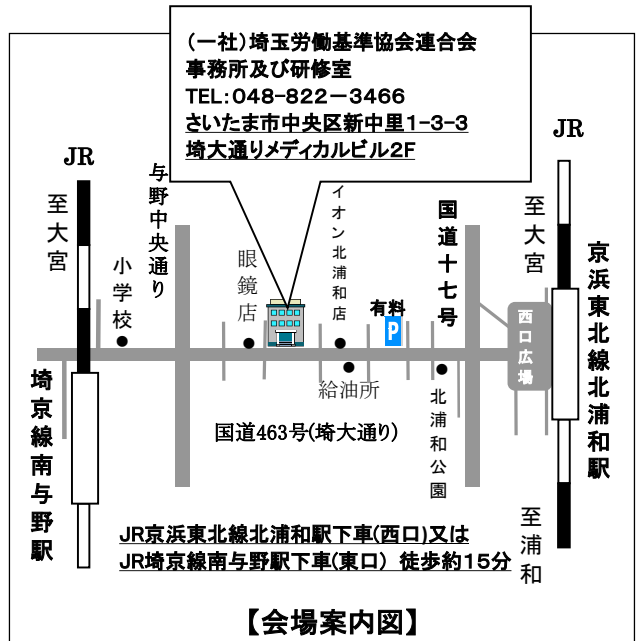 （一社）埼玉労働基準協会連合会
事務所及び研修室
TEL：048-822－3466
さいたま市中央区新中里1-3-3
埼大通りメディカルビル2F
JR
JR
至大宮
与野中央通り
小学校
眼鏡店
イオン北浦和店
有料
P
国道十七号
至大宮
西口広場
京浜東北線北浦和駅
埼京線南与野駅
給油所
北浦和公園
国道463号(埼大通り)
至浦和
JR京浜東北線北浦和駅下車(西口)又は
JR埼京線南与野駅下車(東口) 徒歩約15分
【会場案内図】